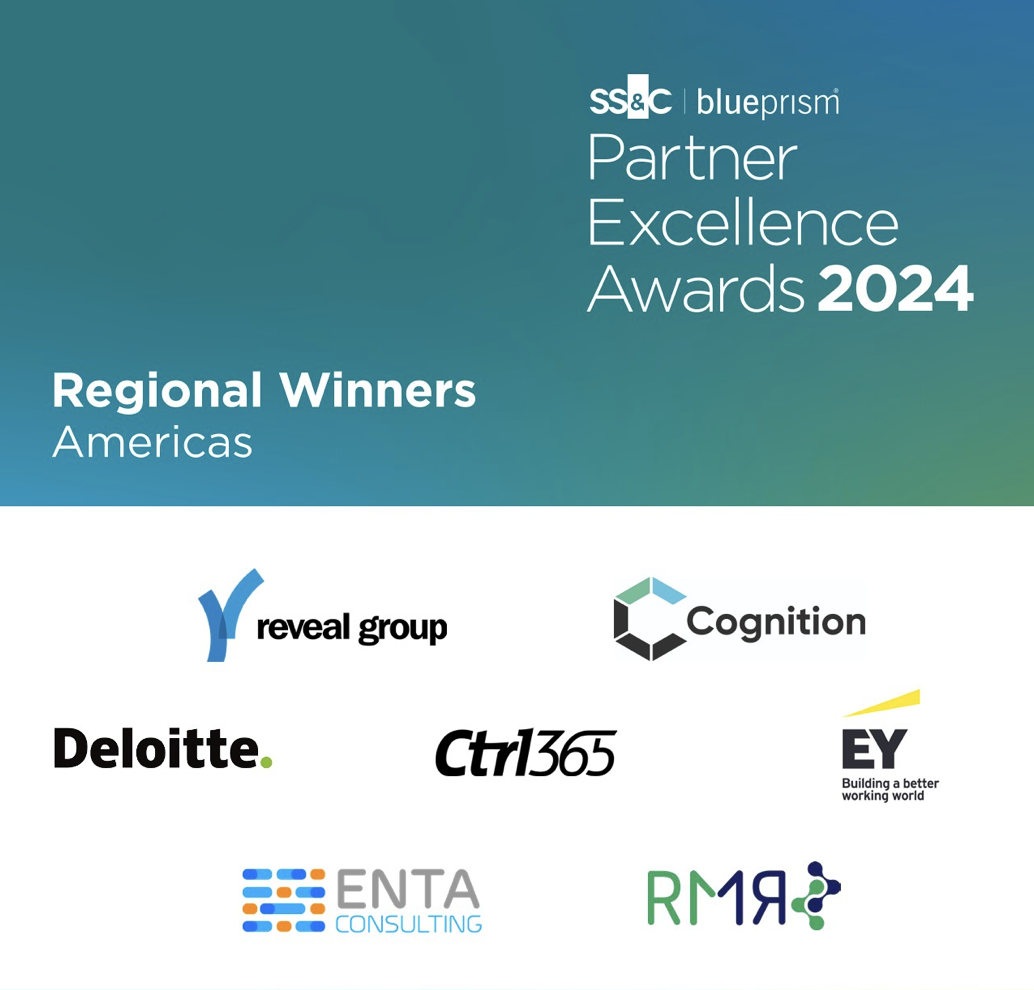 SS&C | blueprism®
Partner
Excellence
Awards 2024
Regional Winners
Americas
reveal group
Cognition
Deloitte.
Ctrl365
EY
Building a better
working world
ENTA
CONSULTING
RMЯ